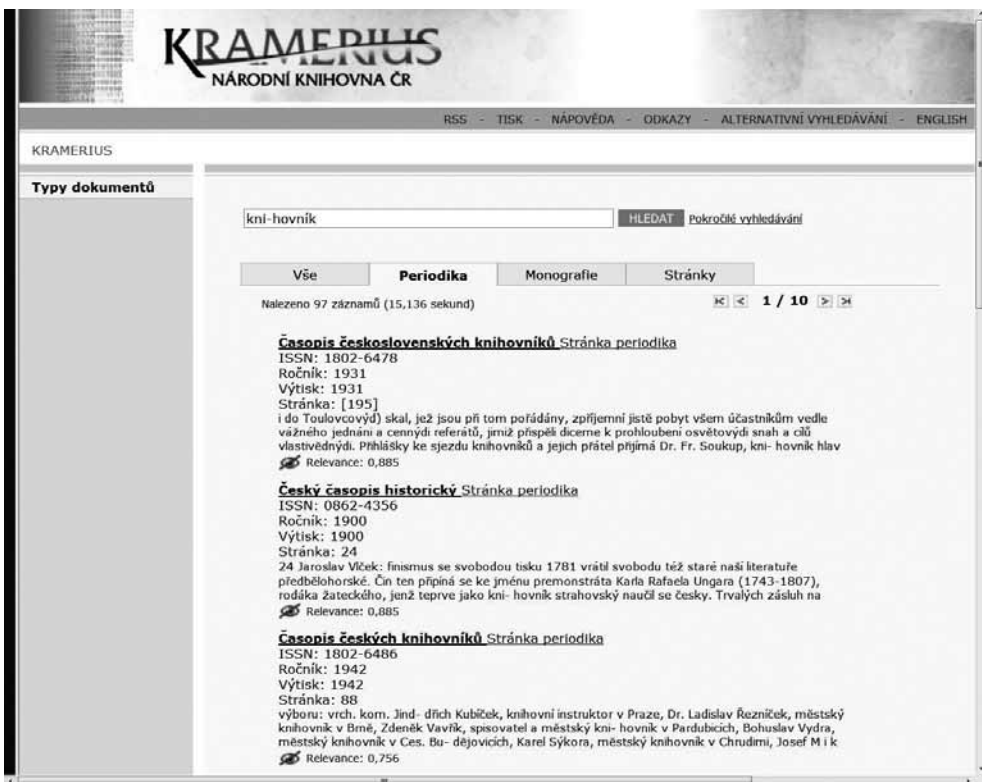 KRAMERIUS
NÁRODNÍ KNIHOVNA ČR
RSS - TISK - NÁPOVĚDA - ODKAZY - ALTERNATIVNÍ VYHLEDÁVÁNÍ - ENGLISH
KRAMERIUS
Typy dokumentů
kni-hovník HLEDAT Pokročilé vyhledávání
Vše Periodika Monografie Stránky
Nalezeno 97 záznamů (15,136 sekund) 1 / 10
Časopis československých knihovníků Stránka periodika
ISSN: 1802-6478
Ročník: 1931
Výtisk: 1931
Stránka: [195]
i do Toulovcovýd) skal, jež jsou při tom pořádány, zpříjemní jistě pobyt všem účastníkům vedle
vážného jednání a cennýdi referátů, jimiž přispěli diceme k prohloubení osvětovýdi snah a cílů
vlastivědnýdi. Přihlášky ke sjezdu knihovníků a jejich přátel přijímá Dr. Fr. Soukup, kni- hovník hlav
Relevance: 0,885
Český časopis historický Stránka periodika
ISSN: 0862-4356
Ročník: 1900
Výtisk: 1900
Stránka: 24
24 Jaroslav Vlček: finismus se svobodou tisku 1781 vrátil svobodu též staré naší literatuře
předbělohorské. Čin ten připíná se ke jménu premonstráta Karla Rafaela Ungara (1743-1807),
rodáka žateckého, jenž teprve jako kni- hovník strahovský naučil se česky. Trvalých zásluh na
Relevance: 0,885
Časopis českých knihovníků Stránka periodika
ISSN: 1802-6486
Ročník: 1942
Výtisk: 1942
Stránka: 88
výboru: vrch. kom. Jind- dřich Kubíček, knihovní instruktor v Praze, Dr. Ladislav Řezníček, městský
knihovník v Brně, Zdeněk Vavřík, spisovatel a městský kni- hovník v Pardubicich, Bohuslav Vydra,
městský knihovník v Ces. Bu- dějovicích, Karel Sýkora, městský knihovník v Chrudimi, Josef M i k
Relevance: 0,756